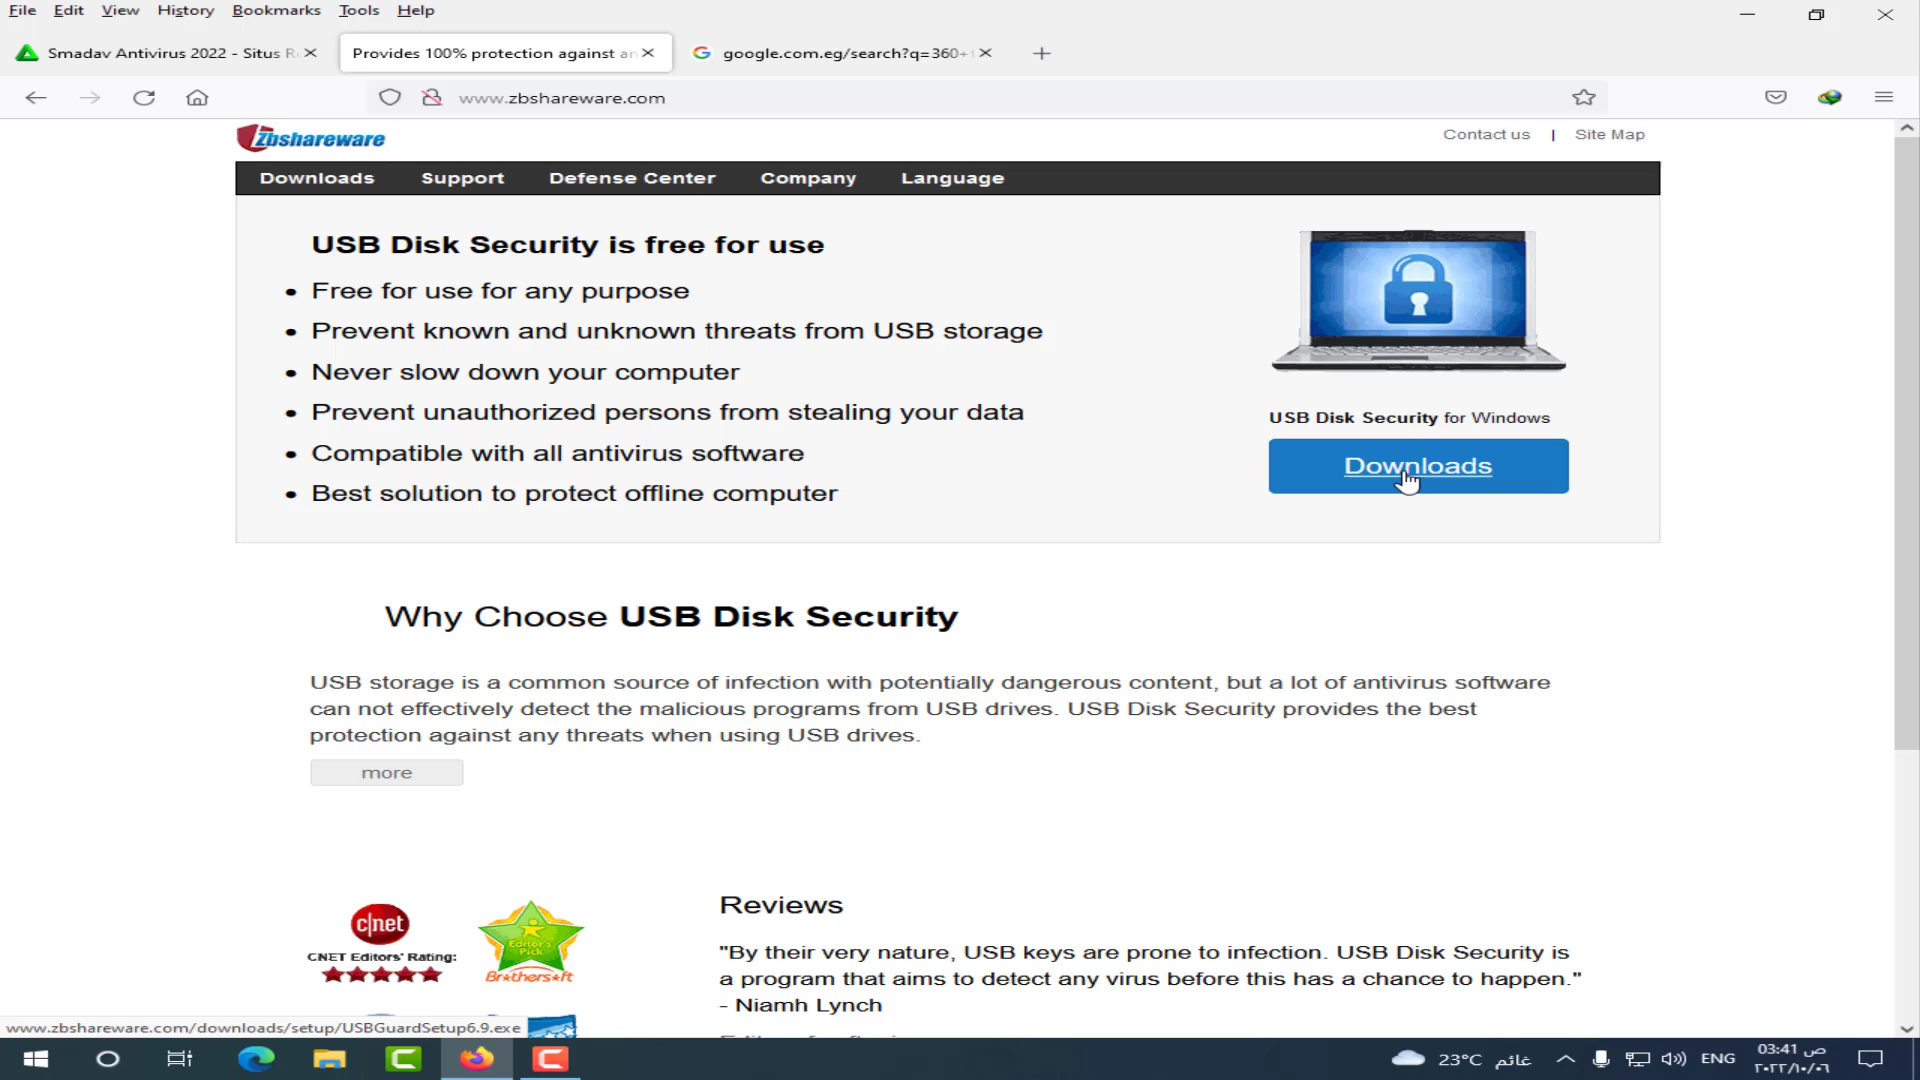 File Edit View History Bookmarks Tools Help
Smadav Antivirus 2022 - Situs R
Provides 100% protection against an
google.com.eg/search?q=360+t
www.zbshareware.com
Zbshareware
Contact us | Site Map
Downloads Support Defense Center Company Language
USB Disk Security is free for use
• Free for use for any purpose
• Prevent known and unknown threats from USB storage
• Never slow down your computer
• Prevent unauthorized persons from stealing your data
• Compatible with all antivirus software
• Best solution to protect offline computer
USB Disk Security for Windows
Downloads
Why Choose USB Disk Security
USB storage is a common source of infection with potentially dangerous content, but a lot of antivirus software
can not effectively detect the malicious programs from USB drives. USB Disk Security provides the best
protection against any threats when using USB drives.
more
c|net
CNET Editors' Rating:
Editor's
Pick
Brothersoft
Reviews
"By their very nature, USB keys are prone to infection. USB Disk Security is
a program that aims to detect any virus before this has a chance to happen."
- Niamh Lynch
www.zbshareware.com/downloads/setup/USBGuardSetup6.9.exe
23°C غائم
ENG
03:41 ص
٢٠٢٢/١٠/٠٦